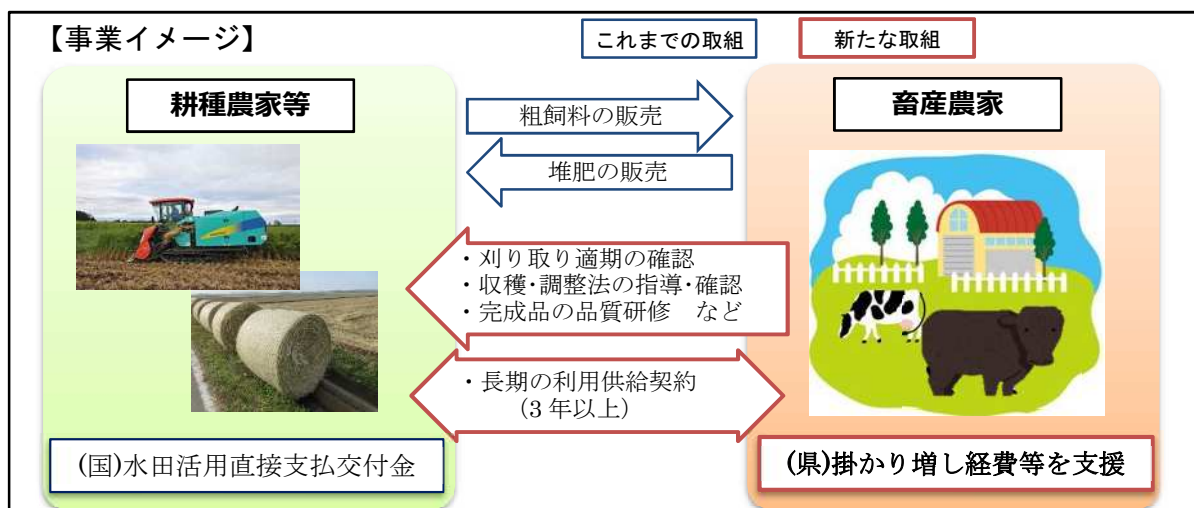 【事業イメージ】
これまでの取組
新たな取組
耕種農家等
畜産農家
粗飼料の販売
堆肥の販売
・刈り取り適期の確認
・収穫・調整法の指導・確認
・完成品の品質研修　など
・長期の利用供給契約
(3 年以上)
(国)水田活用直接支払交付金
(県)掛かり増し経費等を支援